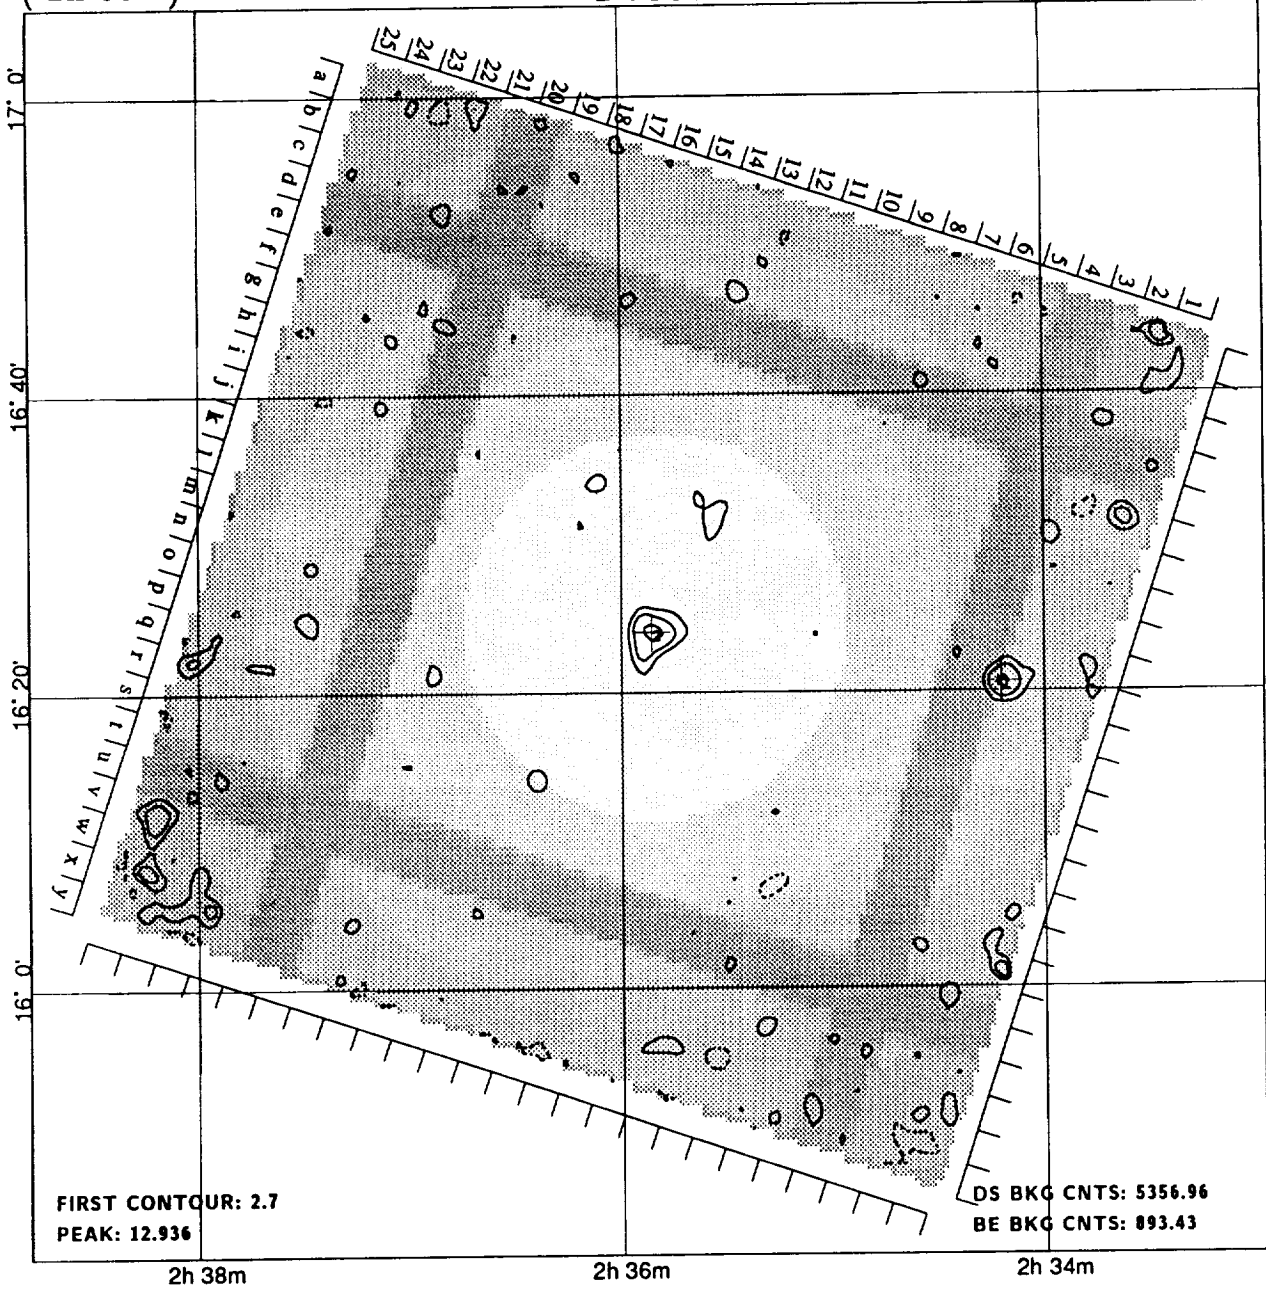 25 24 23 22 21 20 19 18 17 16 15 14 13 12 11 10 9 8 7 6 5 4 3 2 1
a b c d e f g h i j k l m n o p q r s t u v w x y
17° 0'
16° 40'
16° 20'
16° 0'
FIRST CONTOUR: 2.7
PEAK: 12.936
DS BKG CNTS: 5356.96
BE BKG CNTS: 893.43
2h 38m
2h 36m
2h 34m